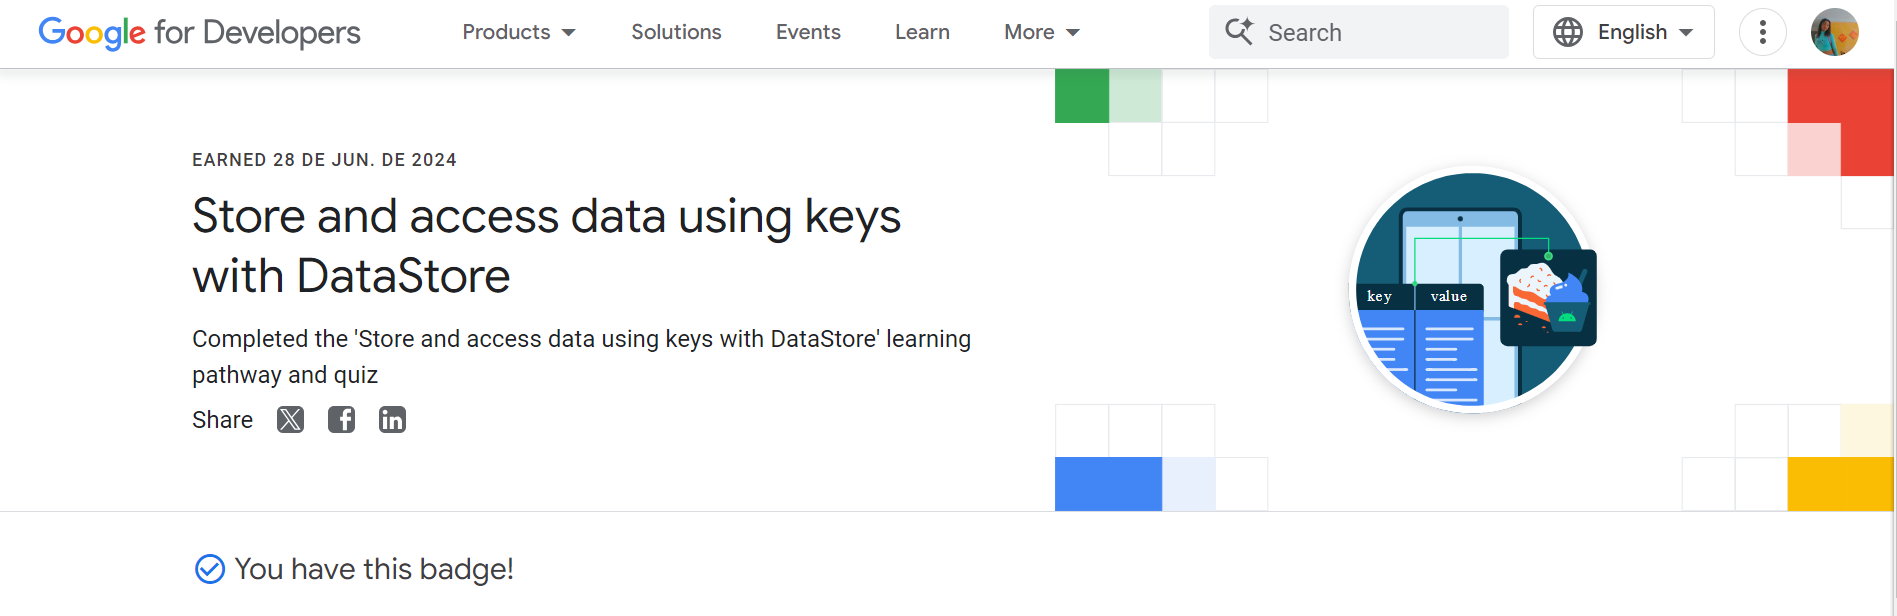 Google for Developers Products Solutions Events Learn More Search English
EARNED 28 DE JUN. DE 2024
Store and access data using keys
with DataStore
Completed the 'Store and access data using keys with DataStore' learning
pathway and quiz
Share
key value
You have this badge!